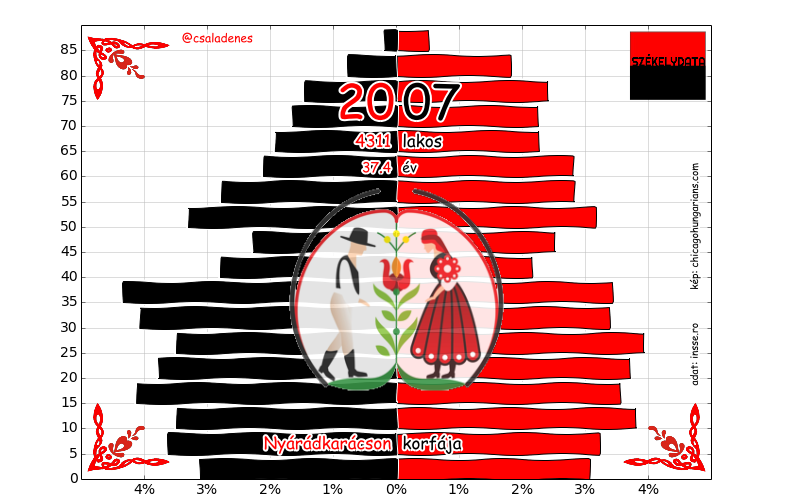 @csaladenes
SZÉKELYDATA
2007
4311 lakos
37.4 év
Nyárádkarácson korfája
kép: chicagohungarians.com
adat: insse.ro
85
80
75
70
65
60
55
50
45
40
35
30
25
20
15
10
5
0
4% 3% 2% 1% 0% 1% 2% 3% 4%